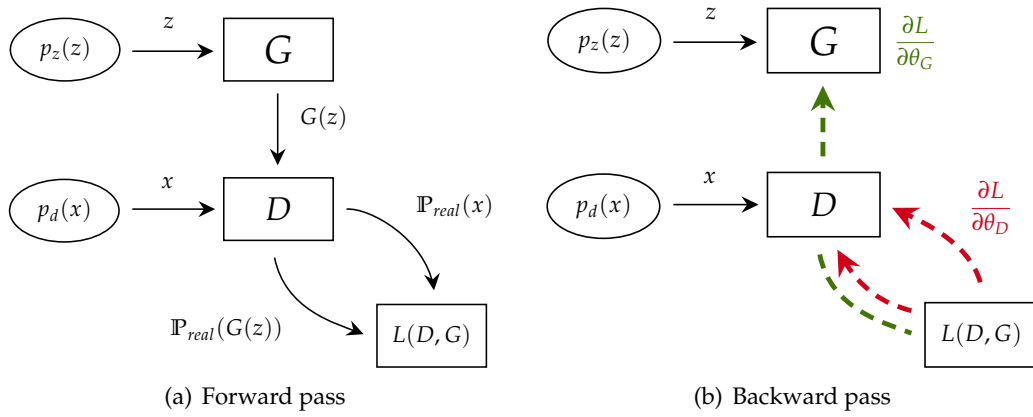 z
p_z(z)
G
G(z)
x
p_d(x)
D
ℙ_real(x)
ℙ_real(G(z))
L(D, G)
(a) Forward pass
z
p_z(z)
G
∂L
∂θ_G
x
p_d(x)
D
∂L
∂θ_D
L(D, G)
(b) Backward pass